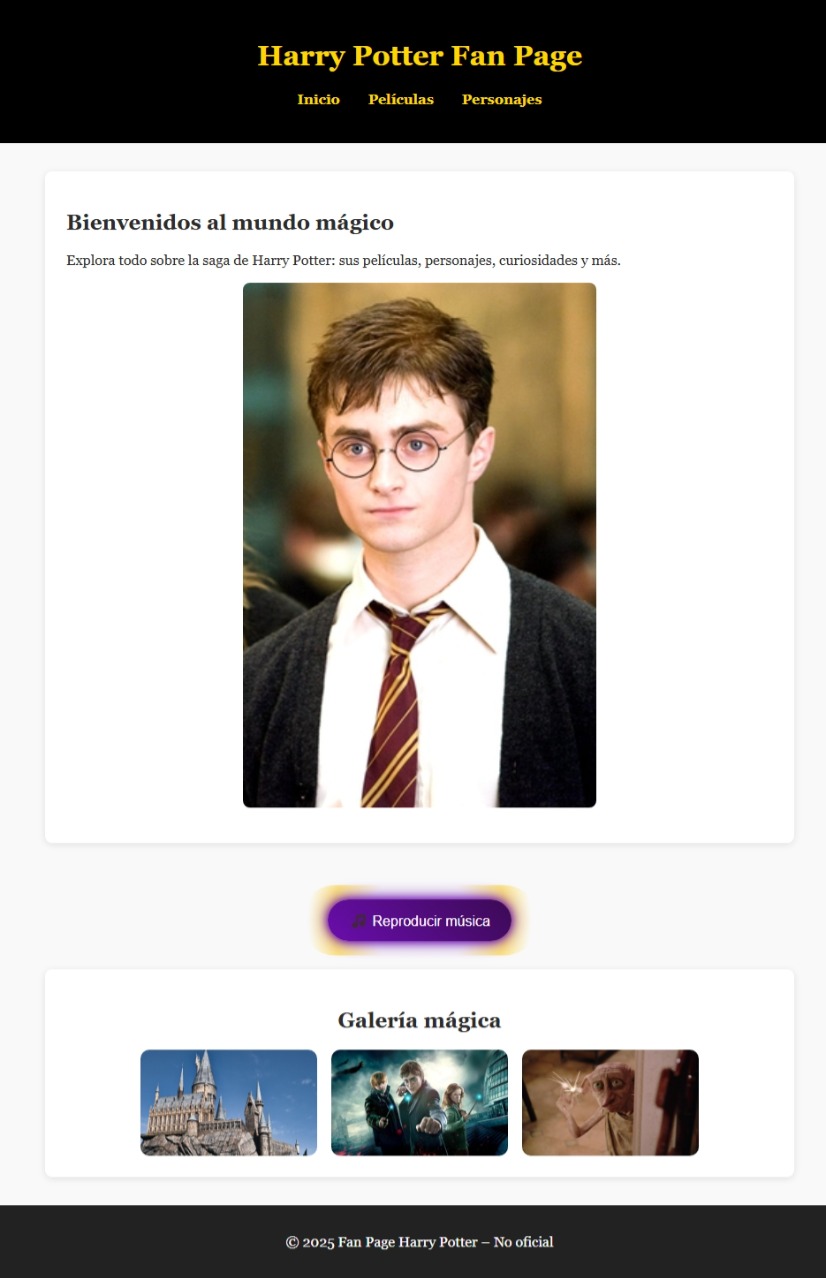 Harry Potter Fan Page
Inicio Películas Personajes
Bienvenidos al mundo mágico
Explora todo sobre la saga de Harry Potter: sus películas, personajes, curiosidades y más.
🎵 Reproducir música
Galería mágica
© 2025 Fan Page Harry Potter – No oficial